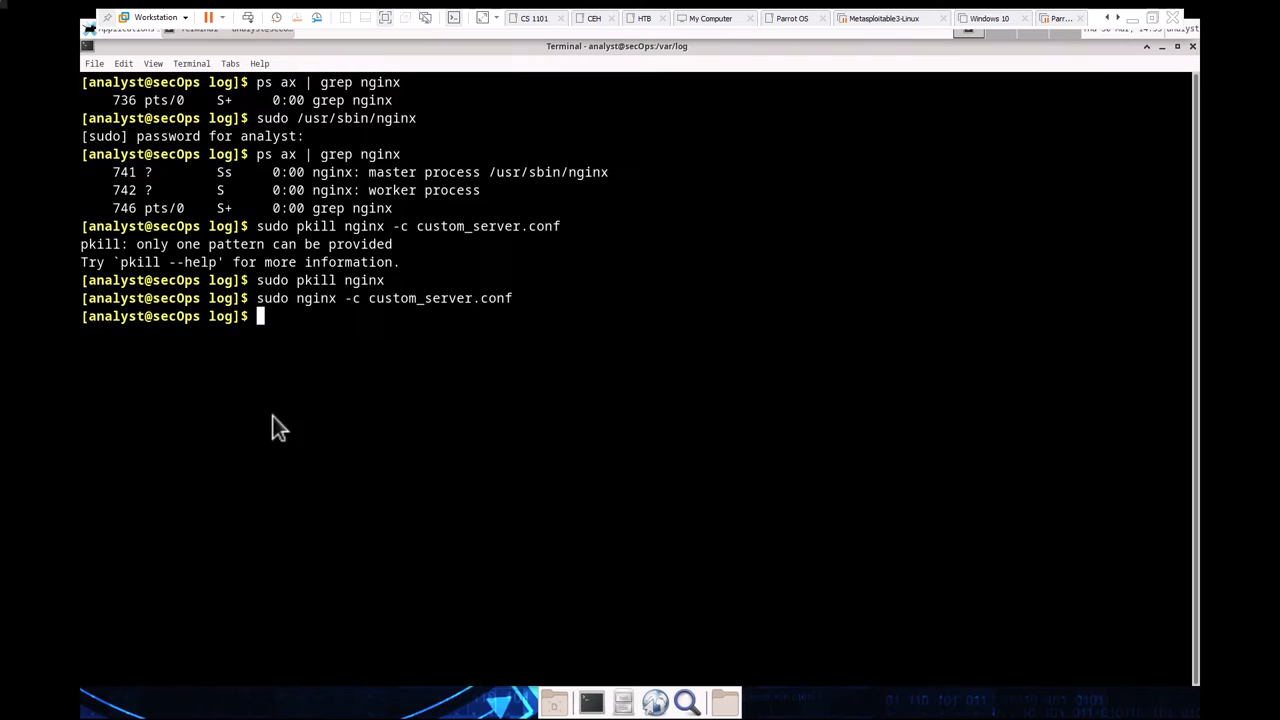 Workstation
CS 1101
CEH
HTB
My Computer
Parrot OS
Metasploitable3-Linux
Windows 10
Parr...
Terminal - analyst@secOps:/var/log
File Edit View Terminal Tabs Help
[analyst@secOps log]$ ps ax | grep nginx
736 pts/0 S+ 0:00 grep nginx
[analyst@secOps log]$ sudo /usr/sbin/nginx
[sudo] password for analyst:
[analyst@secOps log]$ ps ax | grep nginx
741 ? Ss 0:00 nginx: master process /usr/sbin/nginx
742 ? S 0:00 nginx: worker process
746 pts/0 S+ 0:00 grep nginx
[analyst@secOps log]$ sudo pkill nginx -c custom_server.conf
pkill: only one pattern can be provided
Try `pkill --help' for more information.
[analyst@secOps log]$ sudo pkill nginx
[analyst@secOps log]$ sudo nginx -c custom_server.conf
[analyst@secOps log]$